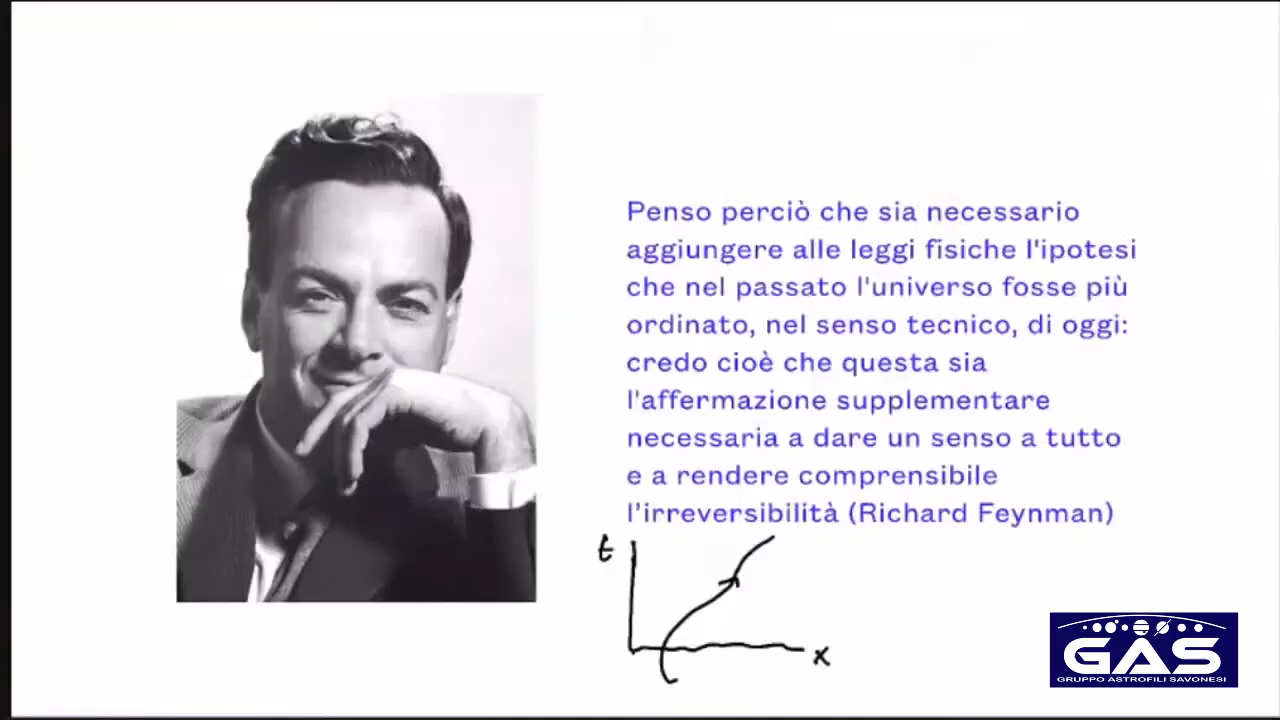 Penso perciò che sia necessario
aggiungere alle leggi fisiche l'ipotesi
che nel passato l'universo fosse più
ordinato, nel senso tecnico, di oggi:
credo cioè che questa sia
l'affermazione supplementare
necessaria a dare un senso a tutto
e a rendere comprensibile
l'irreversibilità (Richard Feynman)
t
x
GAS
GRUPPO ASTROFILI SAVONESI